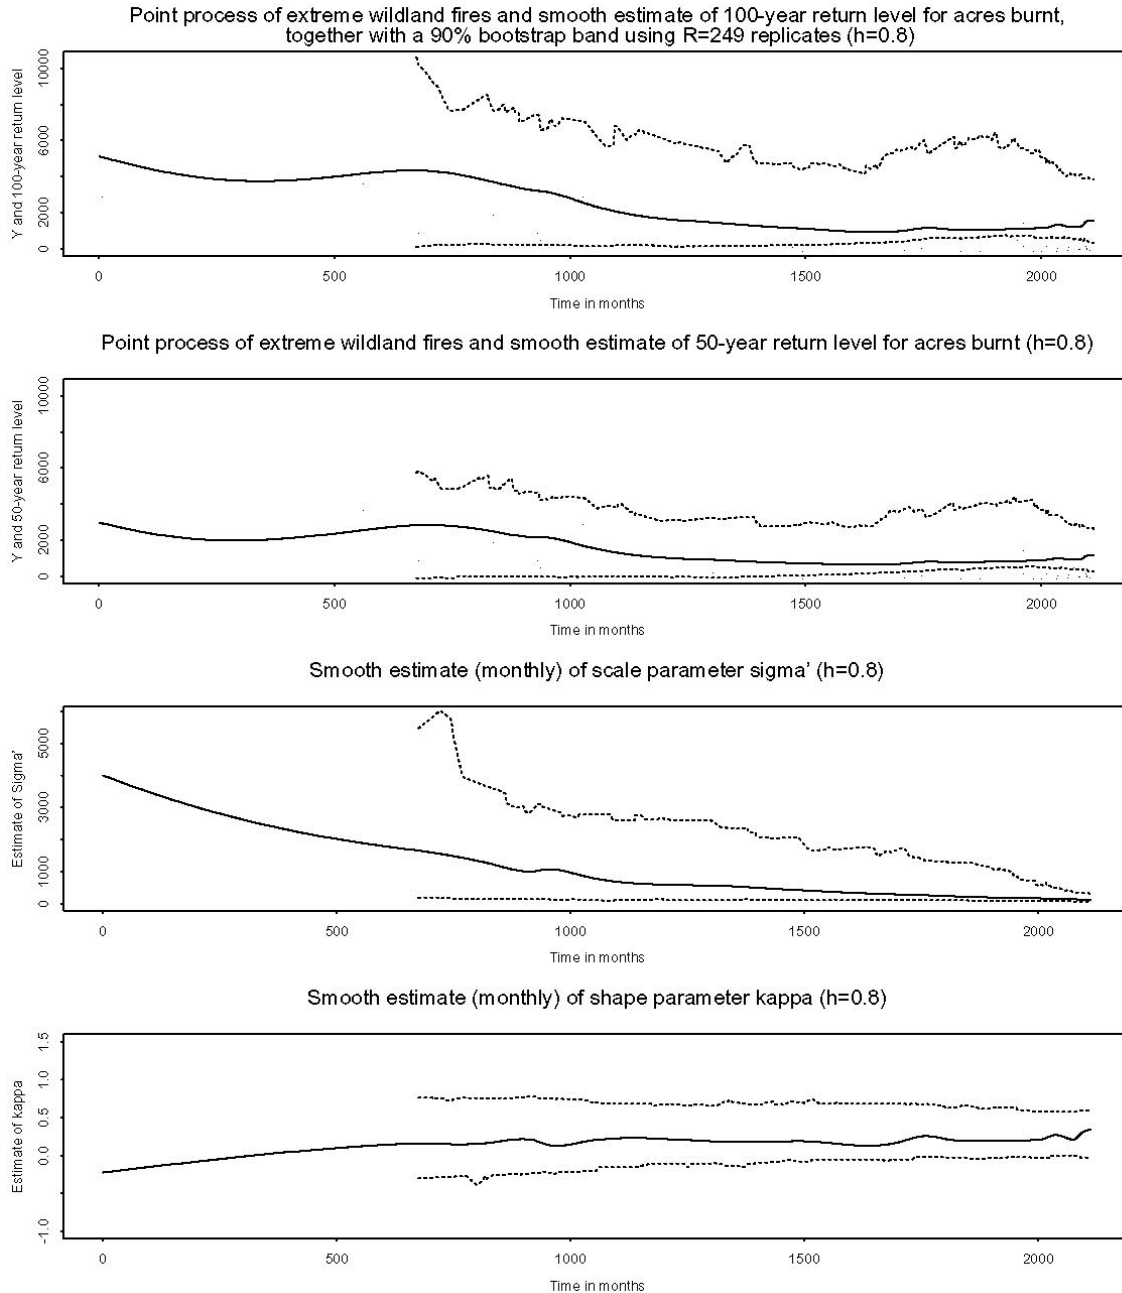 Point process of extreme wildland fires and smooth estimate of 100-year return level for acres burnt,
together with a 90% bootstrap band using R=249 replicates (h=0.8)
Y and 100-year return level
10000
6000
2000
0
0 500 1000 1500 2000
Time in months
Point process of extreme wildland fires and smooth estimate of 50-year return level for acres burnt (h=0.8)
Y and 50-year return level
10000
6000
2000
0
0 500 1000 1500 2000
Time in months
Smooth estimate (monthly) of scale parameter sigma' (h=0.8)
Estimate of Sigma'
5000
3000
1000
0
0 500 1000 1500 2000
Time in months
Smooth estimate (monthly) of shape parameter kappa (h=0.8)
Estimate of kappa
1.5
1.0
0.5
0.0
-1.0
0 500 1000 1500 2000
Time in months